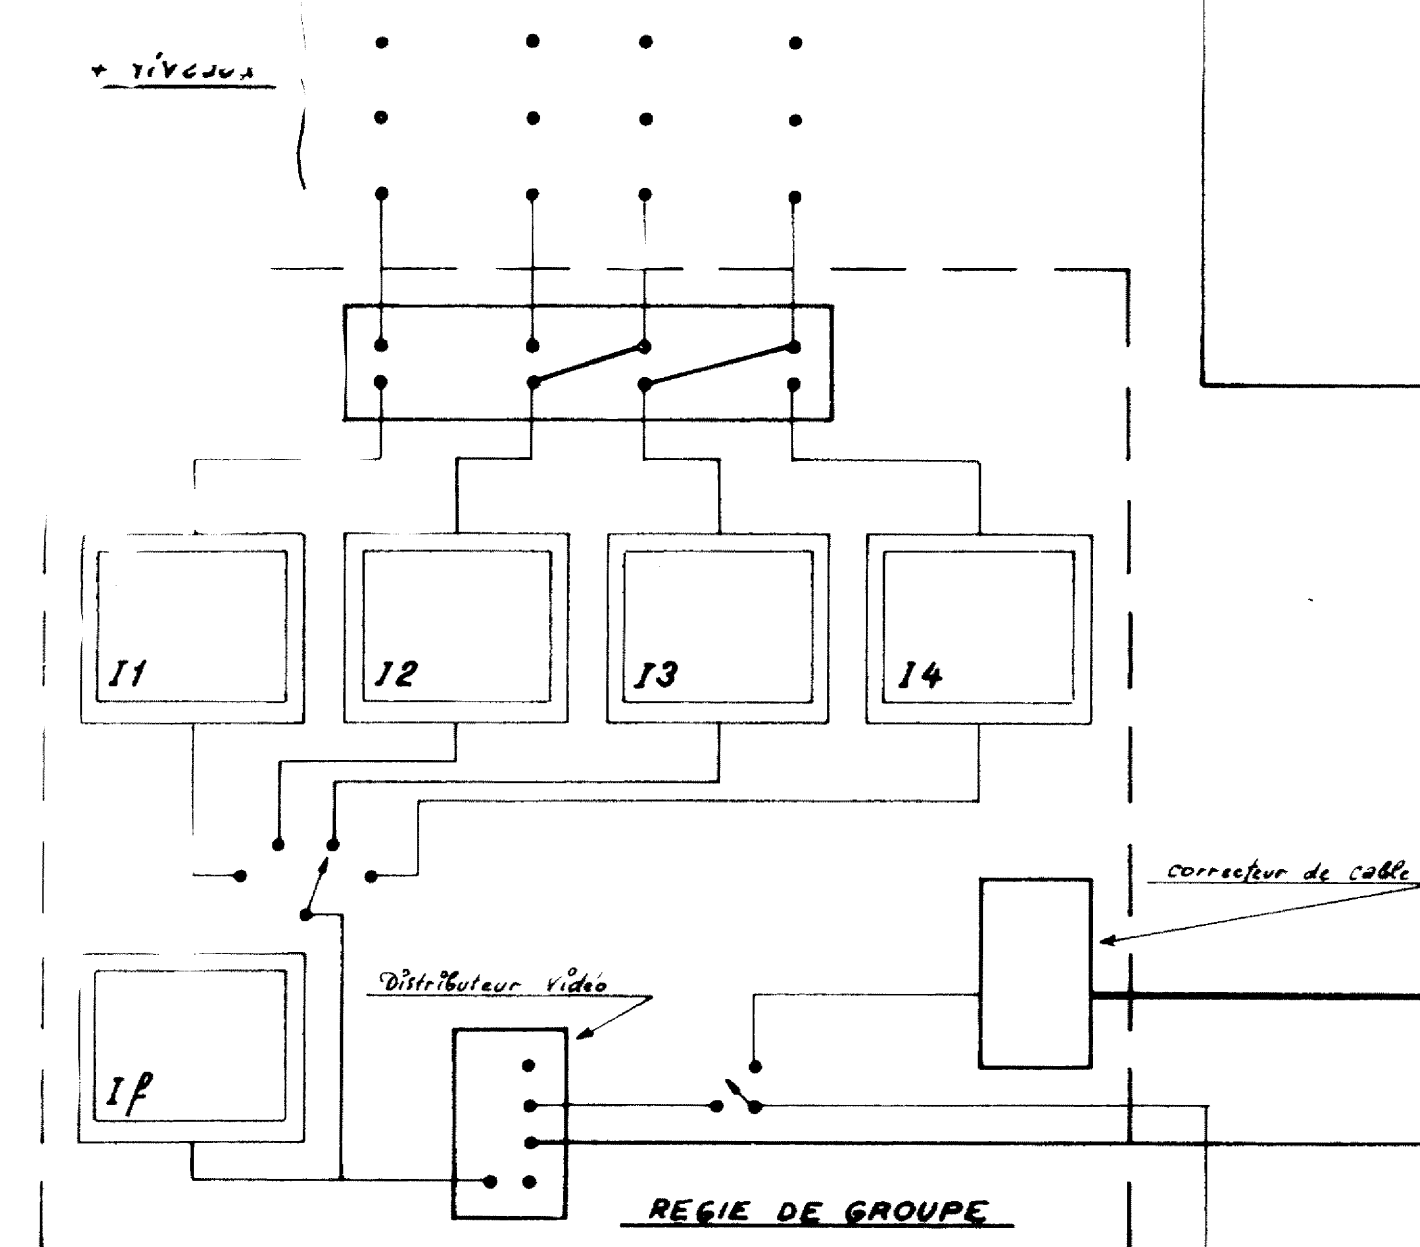 + niveaux
I1
I2
I3
I4
correcteur de cable
Distributeur vidéo
If
REGIE DE GROUPE